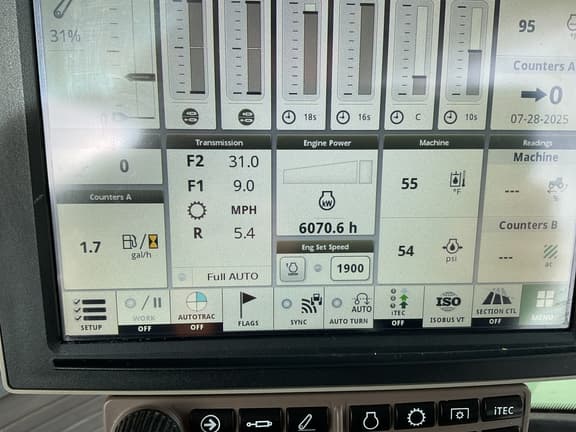 31%
95
Counters A
0
07-28-2025
18s
16s
C
10s
0
Transmission
F2 31.0
F1 9.0
MPH
R 5.4
Full AUTO
Engine Power
kW
6070.6 h
Eng Set Speed
1900
Machine
55
°F
54
psi
Readings
Machine
---
%
Counters B
---
ac
Counters A
1.7
gal/h
SETUP
WORK
OFF
AUTOTRAC
OFF
FLAGS
SYNC
AUTO
AUTO TURN
iTEC
OFF
ISO
ISOBUS VT
SECTION CTL
OFF
MENU
iTEC